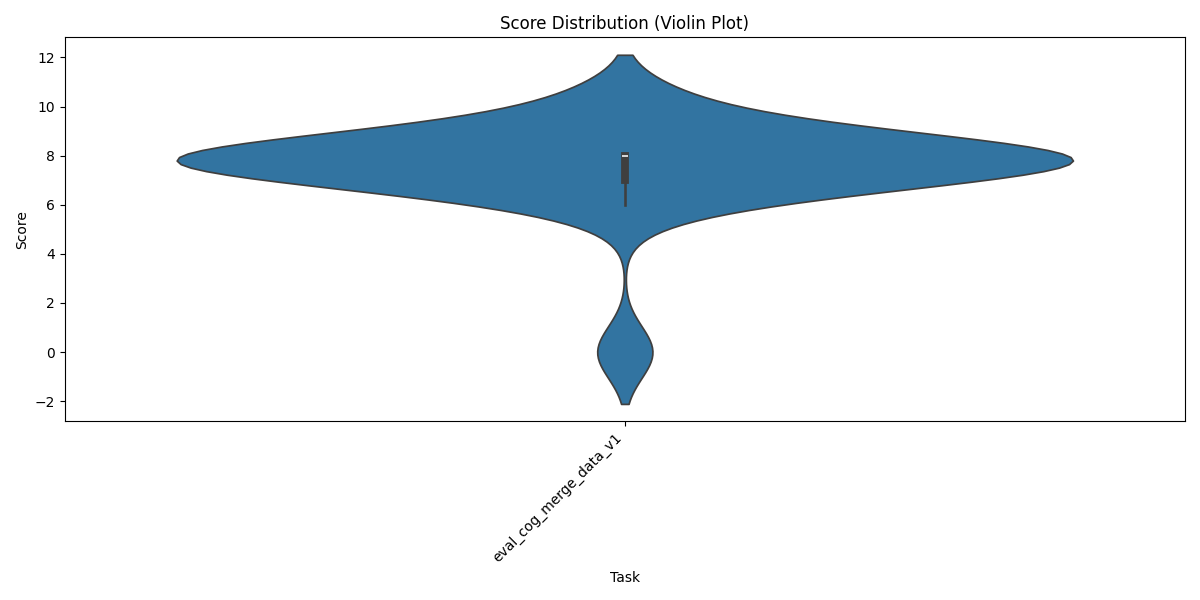 Score Distribution (Violin Plot)
12
10
8
6
4
2
0
−2
Score
eval_cog_merge_data_v1
Task